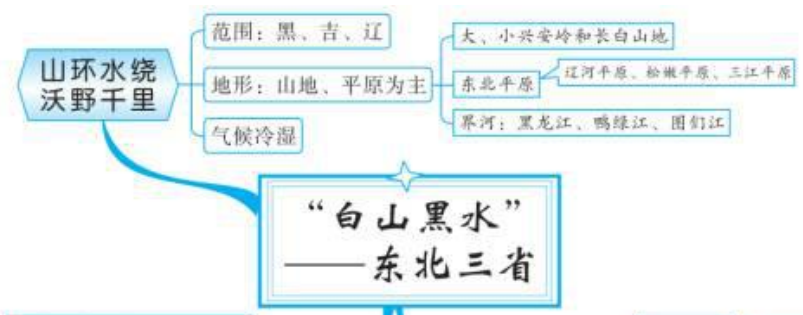 范围：黑、吉、辽
大、小兴安岭和长白山地
山环水绕
沃野千里
地形：山地、平原为主
东北平原
辽河平原、松嫩平原、三江平原
气候冷湿
界河：黑龙江、鸭绿江、图们江
“白山黑水”
——东北三省